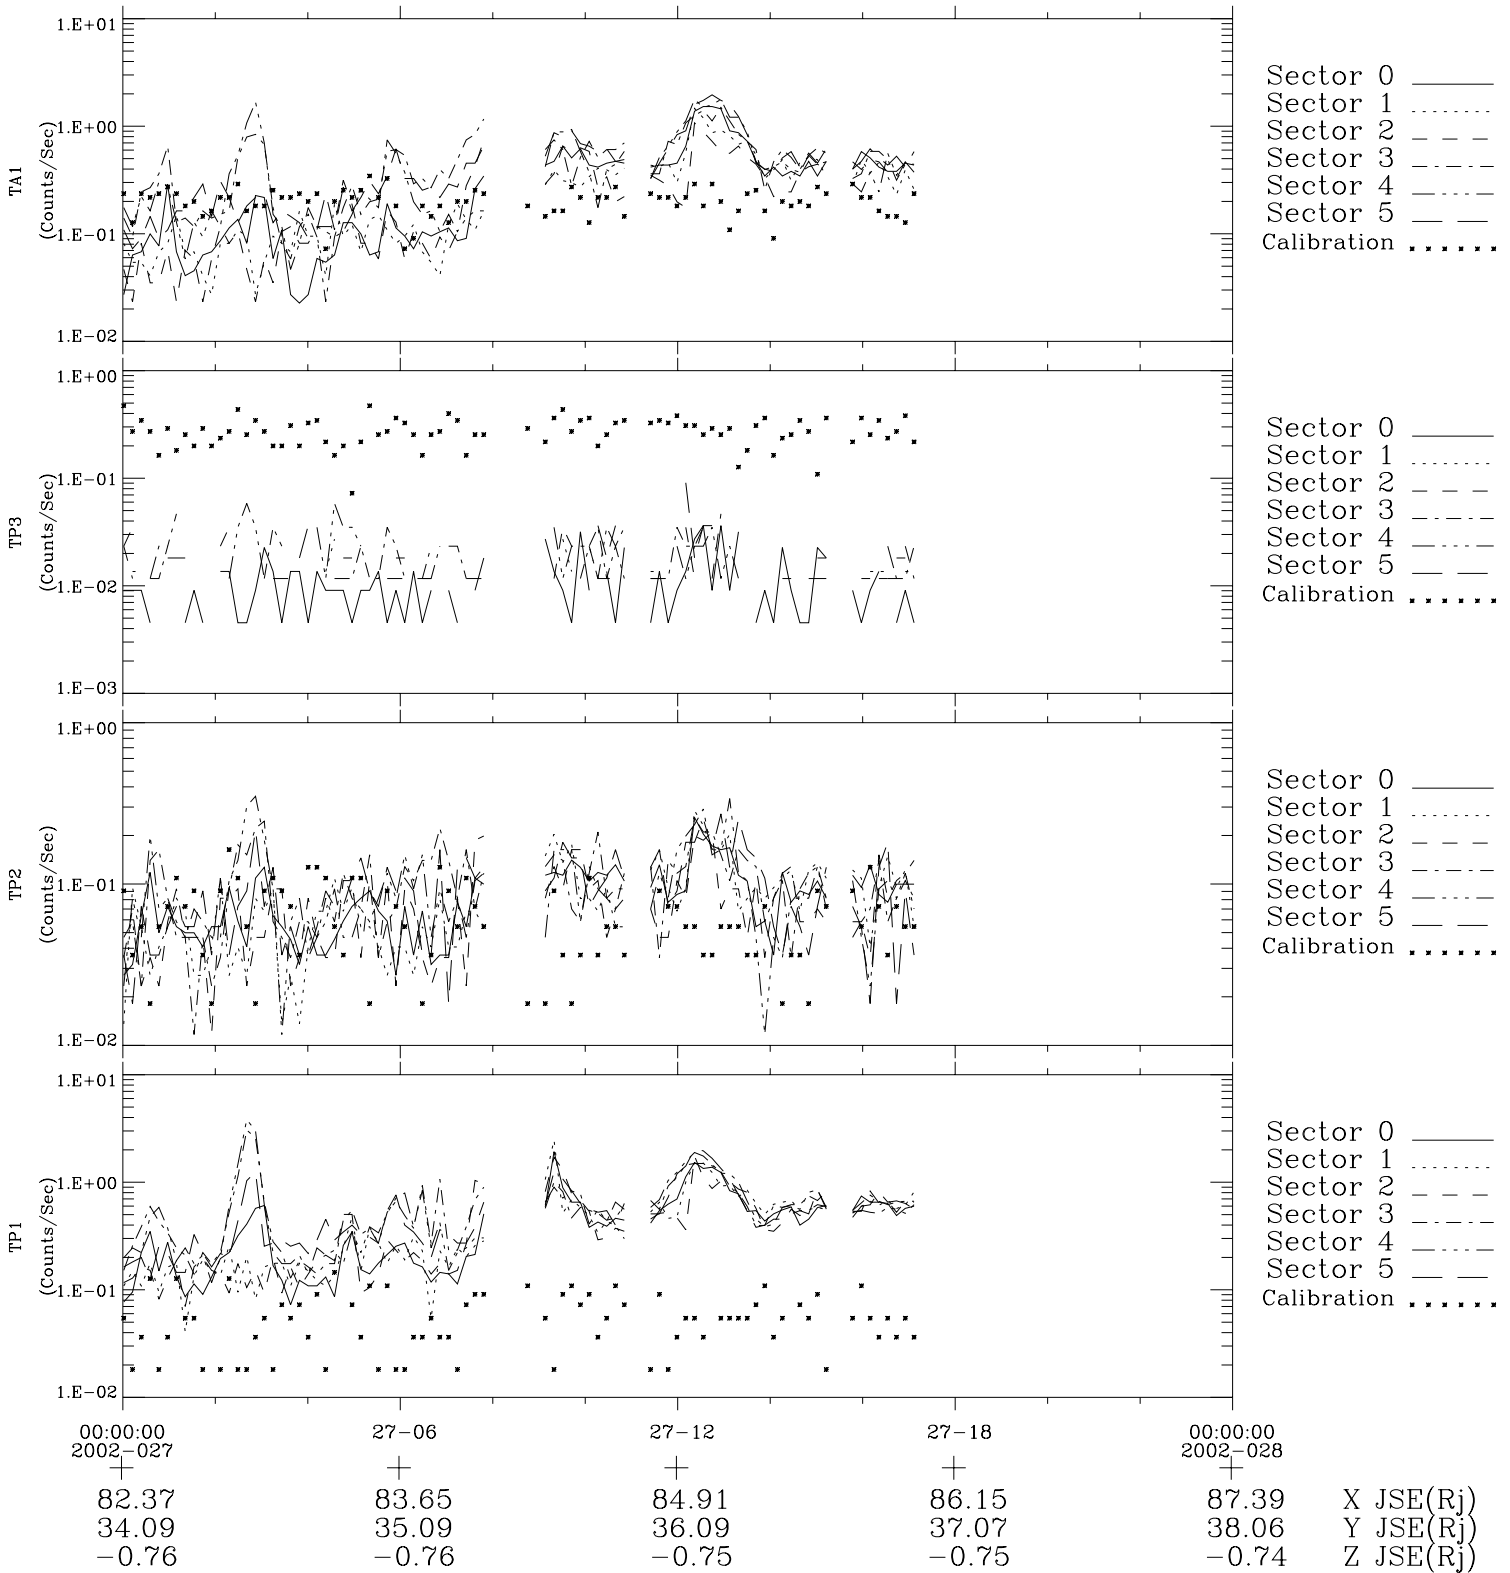 1.E+01
1.E+00
1.E-01
1.E-02
TA1
(Counts/Sec)
Sector 0
Sector 1
Sector 2
Sector 3
Sector 4
Sector 5
Calibration
1.E+00
1.E-01
1.E-02
1.E-03
TP3
(Counts/Sec)
Sector 0
Sector 1
Sector 2
Sector 3
Sector 4
Sector 5
Calibration
1.E+00
1.E-01
1.E-02
TP2
(Counts/Sec)
Sector 0
Sector 1
Sector 2
Sector 3
Sector 4
Sector 5
Calibration
1.E+01
1.E+00
1.E-01
1.E-02
TP1
(Counts/Sec)
Sector 0
Sector 1
Sector 2
Sector 3
Sector 4
Sector 5
Calibration
00:00:00 27-06 27-12 27-18 00:00:00
2002-027 2002-028
82.37 83.65 84.91 86.15 87.39 X JSE(Rj)
34.09 35.09 36.09 37.07 38.06 Y JSE(Rj)
-0.76 -0.76 -0.75 -0.75 -0.74 Z JSE(Rj)